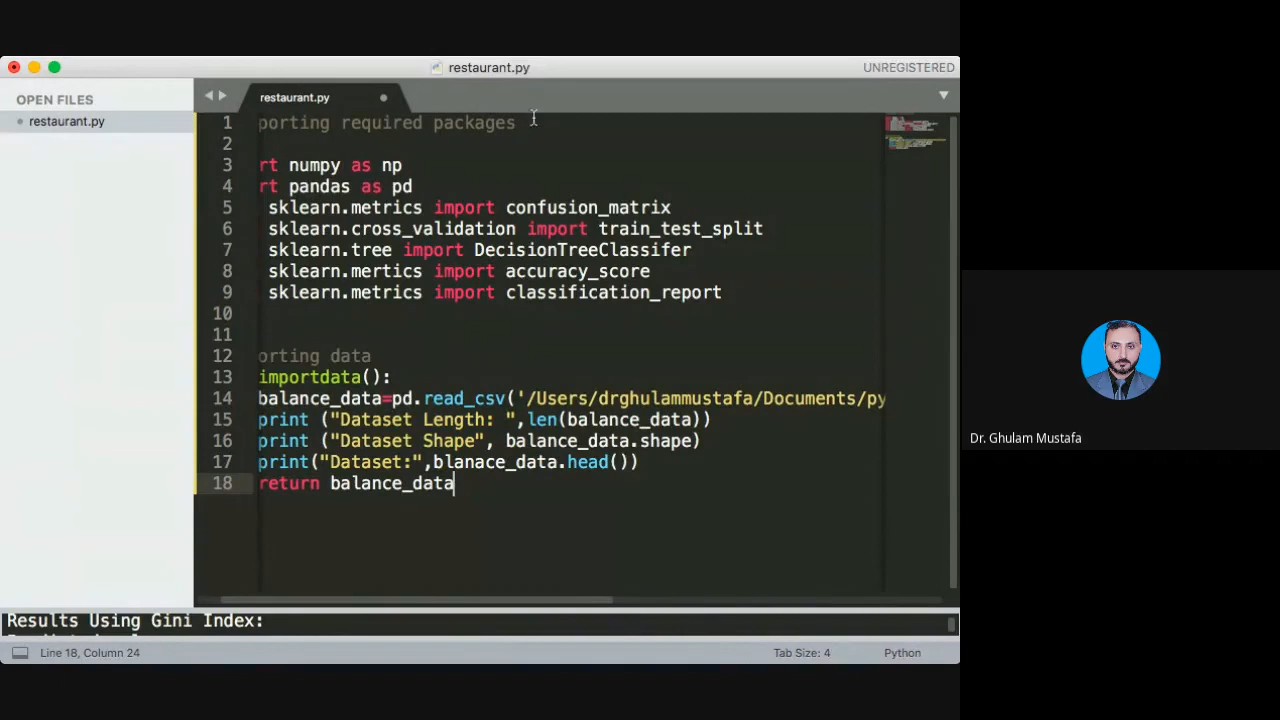 restaurant.py
UNREGISTERED
OPEN FILES
restaurant.py
restaurant.py
1 porting required packages
2
3 rt numpy as np
4 rt pandas as pd
5 sklearn.metrics import confusion_matrix
6 sklearn.cross_validation import train_test_split
7 sklearn.tree import DecisionTreeClassifer
8 sklearn.mertics import accuracy_score
9 sklearn.metrics import classification_report
10
11
12 orting data
13 importdata():
14 balance_data=pd.read_csv('/Users/drghulammustafa/Documents/py
15 print ("Dataset Length: ",len(balance_data))
16 print ("Dataset Shape", balance_data.shape)
17 print("Dataset:",blanace_data.head())
18 return balance_data
Results Using Gini Index:
Line 18, Column 24
Tab Size: 4
Python
Dr. Ghulam Mustafa